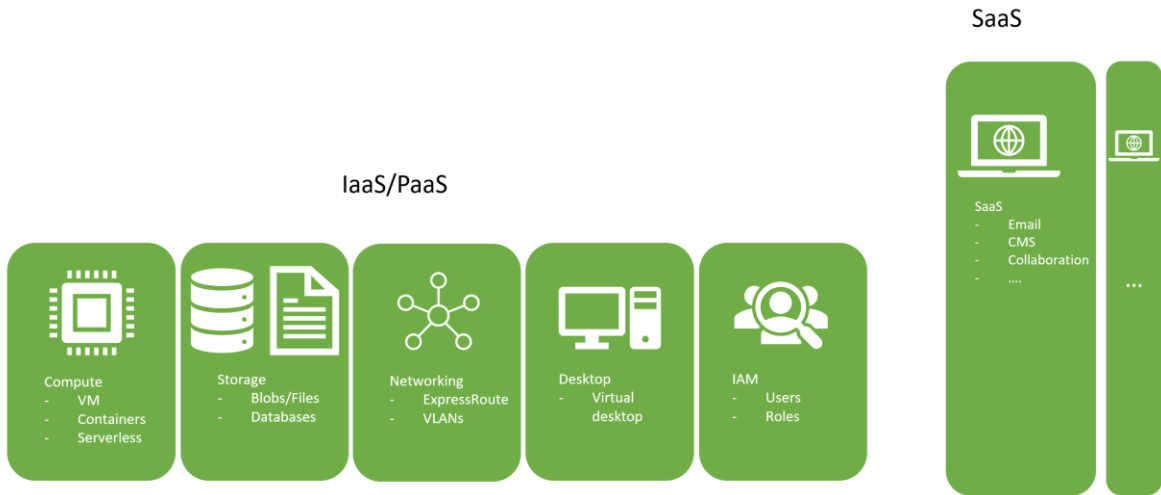 SaaS
IaaS/PaaS
Compute
- VM
- Containers
- Serverless
Storage
- Blobs/Files
- Databases
Networking
- ExpressRoute
- VLANs
Desktop
- Virtual
desktop
IAM
- Users
- Roles
SaaS
- Email
- CMS
- Collaboration
- ....
...